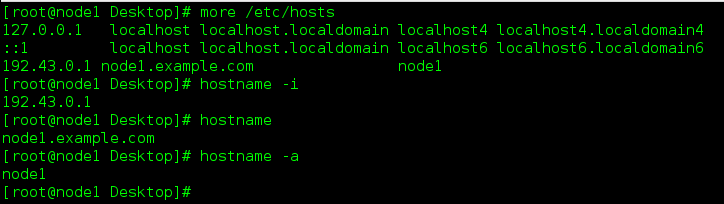 [root@node1 Desktop]# more /etc/hosts
127.0.0.1   localhost localhost.localdomain localhost4 localhost4.localdomain4
::1         localhost localhost.localdomain localhost6 localhost6.localdomain6
192.43.0.1 node1.example.com                node1
[root@node1 Desktop]# hostname -i
192.43.0.1
[root@node1 Desktop]# hostname
node1.example.com
[root@node1 Desktop]# hostname -a
node1
[root@node1 Desktop]#